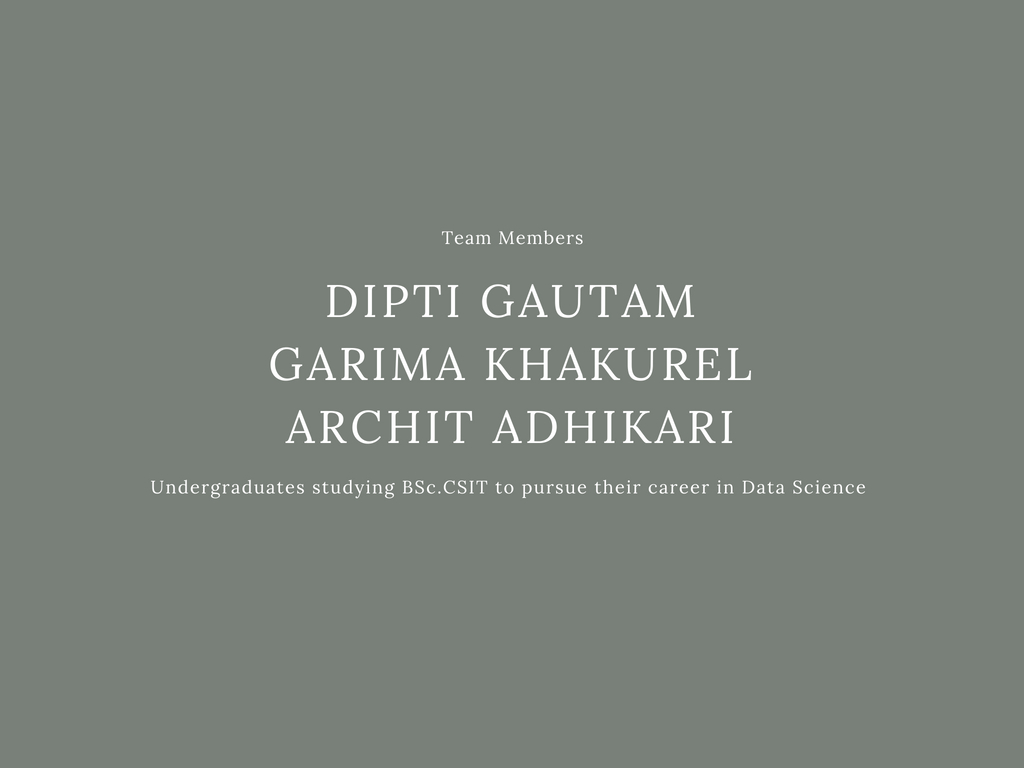 Team Members
DIPTI GAUTAM
GARIMA KHAKUREL
ARCHIT ADHIKARI
Undergraduates studying BSc.CSIT to pursue their career in Data Science